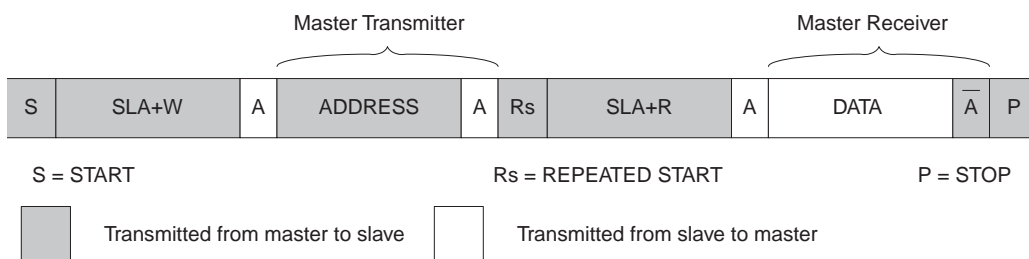 Master Transmitter Master Receiver
S SLA+W A ADDRESS A Rs SLA+R A DATA A̅ P
S = START Rs = REPEATED START P = STOP
Transmitted from master to slave Transmitted from slave to master